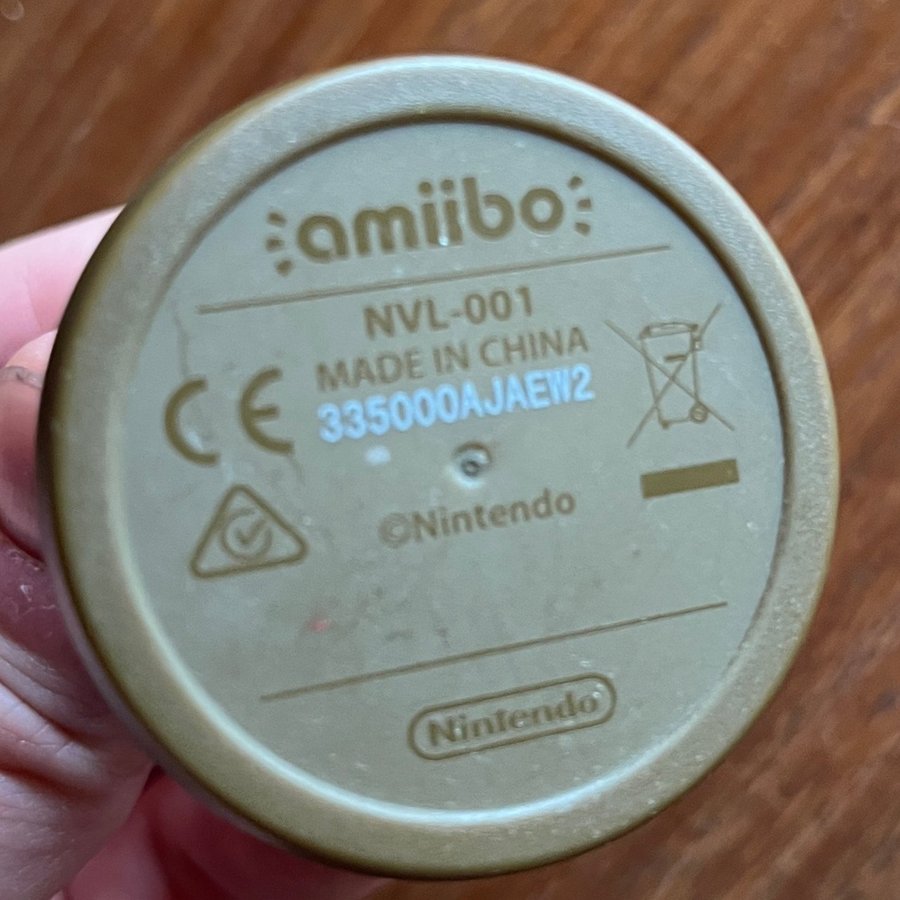 amiibo
NVL-001
MADE IN CHINA
CE
335000AJAEW2
©Nintendo
Nintendo